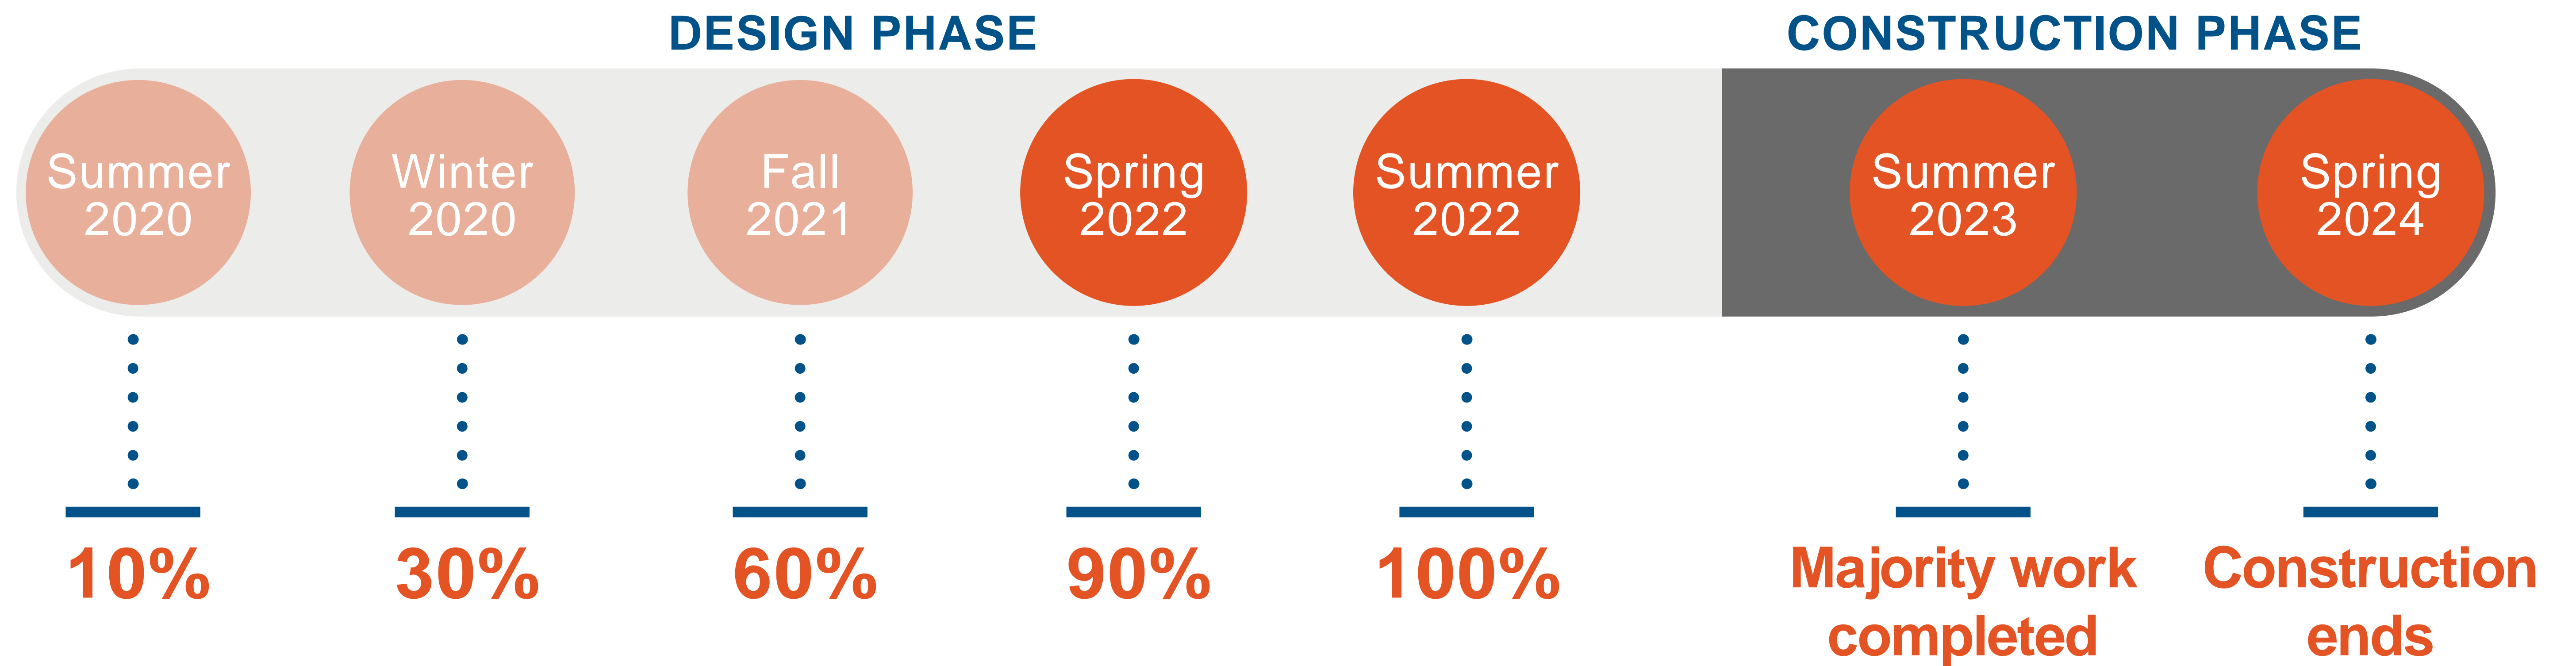 DESIGN PHASE
CONSTRUCTION PHASE
Summer
2020
Winter
2020
Fall
2021
Spring
2022
Summer
2022
Summer
2023
Spring
2024
10%
30%
60%
90%
100%
Majority work
completed
Construction
ends